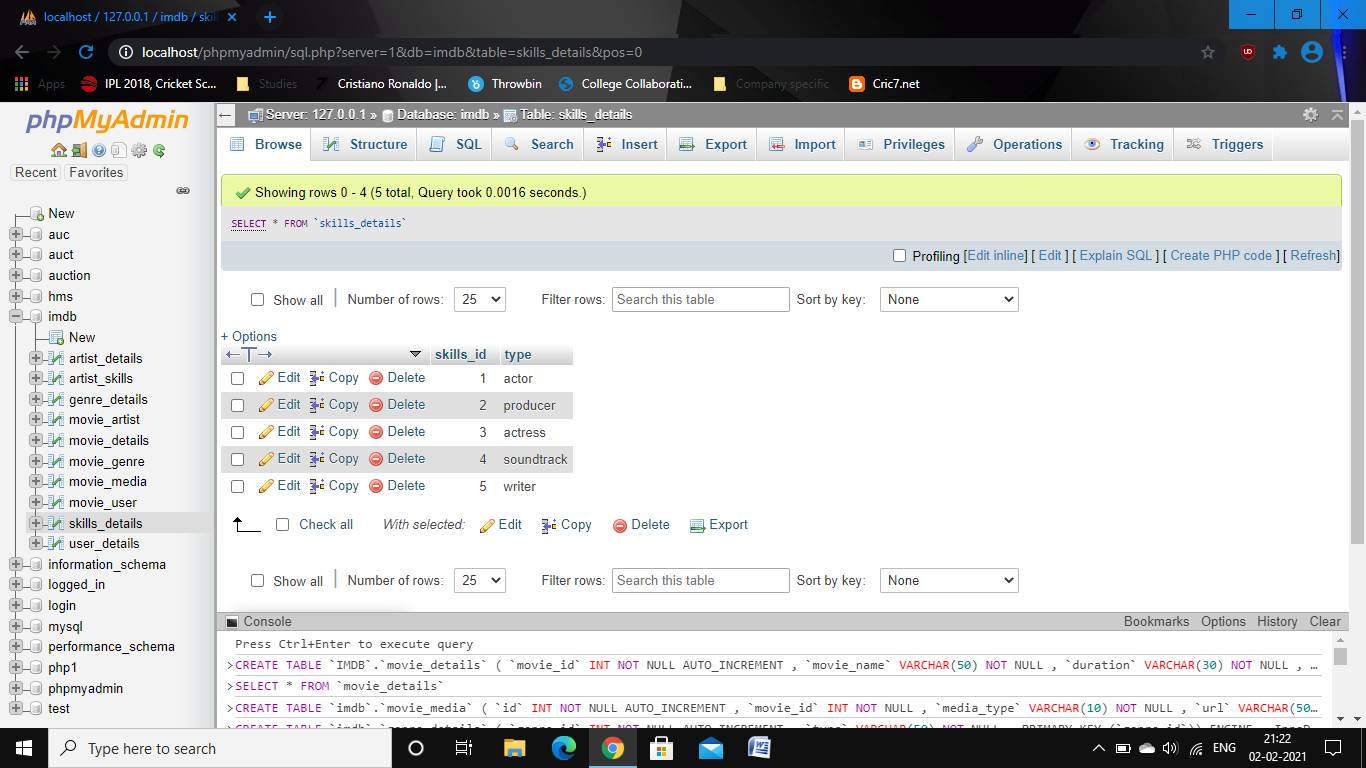 localhost / 127.0.0.1 / imdb / skil
localhost/phpmyadmin/sql.php?server=1&db=imdb&table=skills_details&pos=0
Apps IPL 2018, Cricket Sc... Studies Cristiano Ronaldo |... Throwbin College Collaborati... Company specific Cric7.net
phpMyAdmin
Recent Favorites
New
auc
auct
auction
hms
imdb
New
artist_details
artist_skills
genre_details
movie_artist
movie_details
movie_genre
movie_media
movie_user
skills_details
user_details
information_schema
logged_in
login
mysql
performance_schema
php1
phpmyadmin
test
Server: 127.0.0.1 » Database: imdb » Table: skills_details
Browse Structure SQL Search Insert Export Import Privileges Operations Tracking Triggers
Showing rows 0 - 4 (5 total, Query took 0.0016 seconds.)
SELECT * FROM `skills_details`
Profiling [Edit inline] [ Edit ] [ Explain SQL ] [ Create PHP code ] [ Refresh]
Show all | Number of rows: 25 Filter rows: Search this table Sort by key: None
+ Options
←T→ skills_id type
Edit Copy Delete 1 actor
Edit Copy Delete 2 producer
Edit Copy Delete 3 actress
Edit Copy Delete 4 soundtrack
Edit Copy Delete 5 writer
Check all With selected: Edit Copy Delete Export
Show all | Number of rows: 25 Filter rows: Search this table Sort by key: None
Console Bookmarks Options History Clear
Press Ctrl+Enter to execute query
>CREATE TABLE `IMDB`.`movie_details` ( `movie_id` INT NOT NULL AUTO_INCREMENT , `movie_name` VARCHAR(50) NOT NULL , `duration` VARCHAR(30) NOT NULL , …
>SELECT * FROM `movie_details`
>CREATE TABLE `imdb`.`movie_media` ( `id` INT NOT NULL AUTO_INCREMENT , `movie_id` INT NOT NULL , `media_type` VARCHAR(10) NOT NULL , `url` VARCHAR(50…
Type here to search
ENG 21:22
02-02-2021